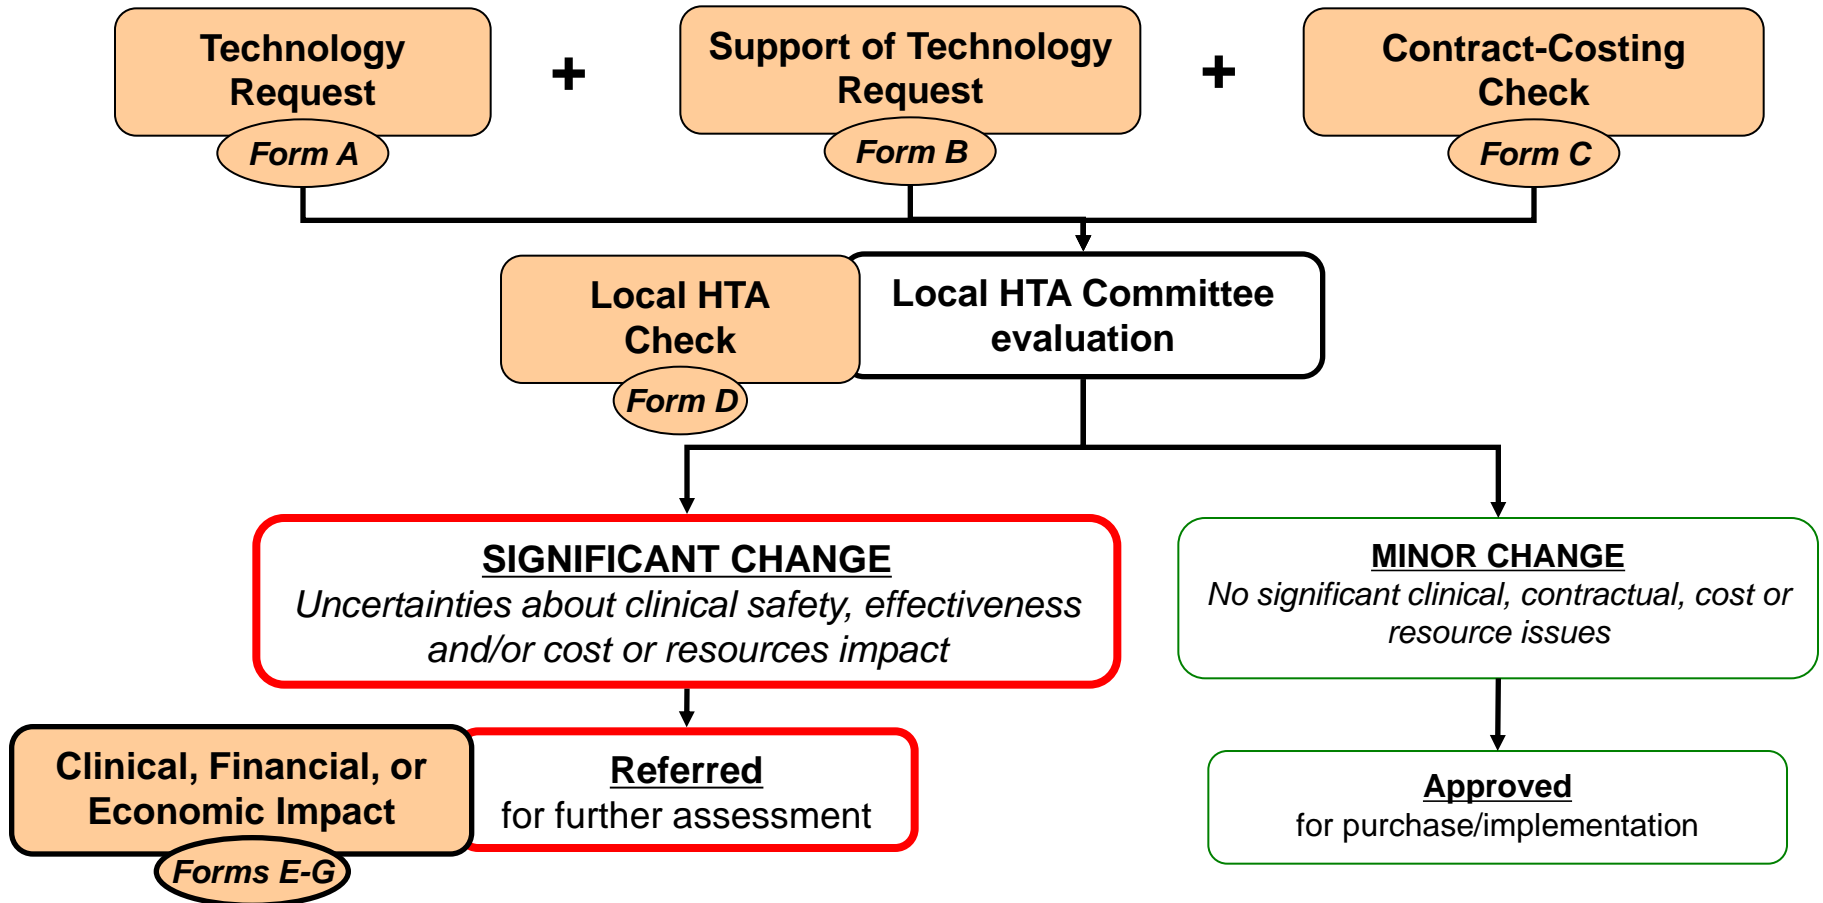 Technology
Request
Form A
+
Support of Technology
Request
Form B
+
Contract-Costing
Check
Form C
Local HTA
Check
Form D
Local HTA Committee
evaluation
SIGNIFICANT CHANGE
Uncertainties about clinical safety, effectiveness
and/or cost or resources impact
MINOR CHANGE
No significant clinical, contractual, cost or
resource issues
Clinical, Financial, or
Economic Impact
Forms E-G
Referred
for further assessment
Approved
for purchase/implementation